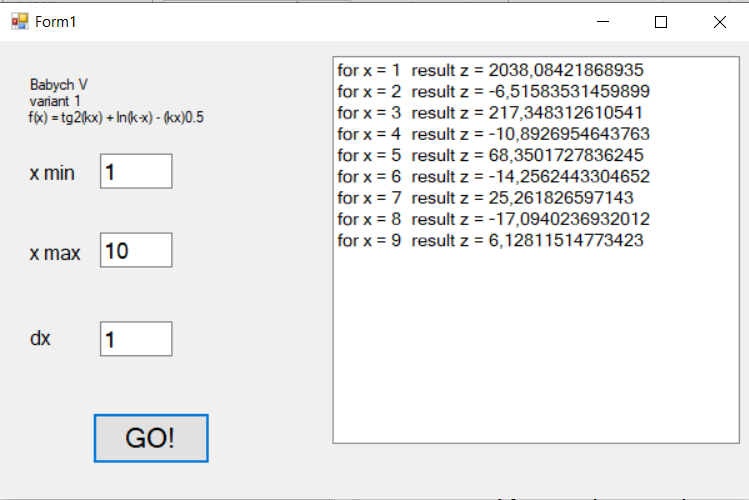 Form1
Babych V
variant 1
f(x) = tg2(kx) + ln(k-x) - (kx)0.5
x min 1
x max 10
dx 1
GO!
for x = 1 result z = 2038,08421868935
for x = 2 result z = -6,51583531459899
for x = 3 result z = 217,348312610541
for x = 4 result z = -10,8926954643763
for x = 5 result z = 68,3501727836245
for x = 6 result z = -14,2562443304652
for x = 7 result z = 25,261826597143
for x = 8 result z = -17,0940236932012
for x = 9 result z = 6,12811514773423